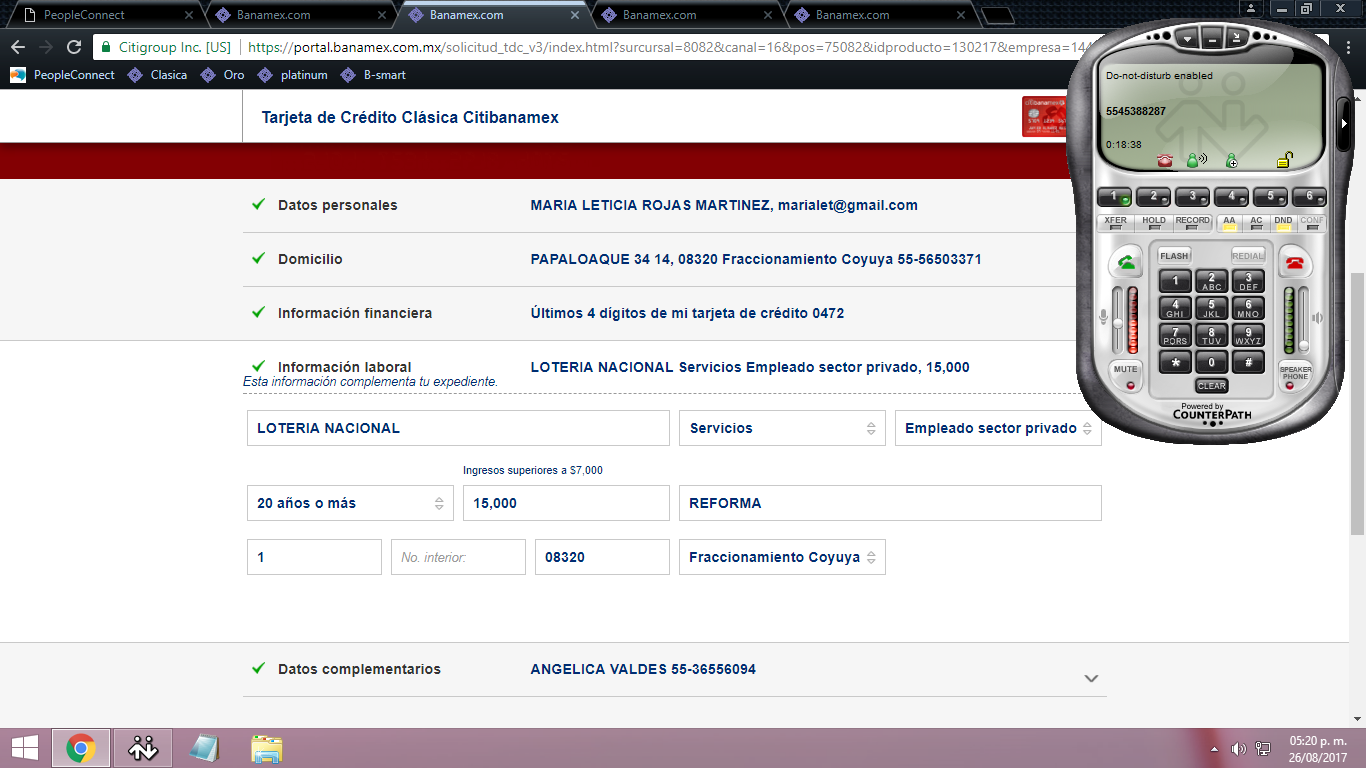 PeopleConnect
Banamex.com
Banamex.com
Banamex.com
Banamex.com
Citigroup Inc. [US] https://portal.banamex.com.mx/solicitud_tdc_v3/index.html?sucursal=8082&canal=16&pos=75082&idproducto=130217&empresa=144
PeopleConnect Clasica Oro platinum B-smart
Tarjeta de Crédito Clásica Citibanamex
Datos personales MARIA LETICIA ROJAS MARTINEZ, marialet@gmail.com
Domicilio PAPALOAQUE 34 14, 08320 Fraccionamiento Coyuya 55-56503371
Información financiera Últimos 4 dígitos de mi tarjeta de crédito 0472
Información laboral LOTERIA NACIONAL Servicios Empleado sector privado, 15,000
Esta información complementa tu expediente.
LOTERIA NACIONAL Servicios Empleado sector privado
Ingresos superiores a $7,000
20 años o más 15,000 REFORMA
1 No. interior: 08320 Fraccionamiento Coyuya
Datos complementarios ANGELICA VALDES 55-36556094
Do-not-disturb enabled
5545388287
0:18:38
1 2 3 4 5 6
XFER HOLD RECORD AA AC DND CONF
FLASH REDIAL
1 2 ABC 3 DEF
4 GHI 5 JKL 6 MNO
7 PQRS 8 TUV 9 WXYZ
* 0 #
MUTE CLEAR SPEAKER PHONE
Powered by
COUNTERPATH
05:20 p. m.
26/08/2017